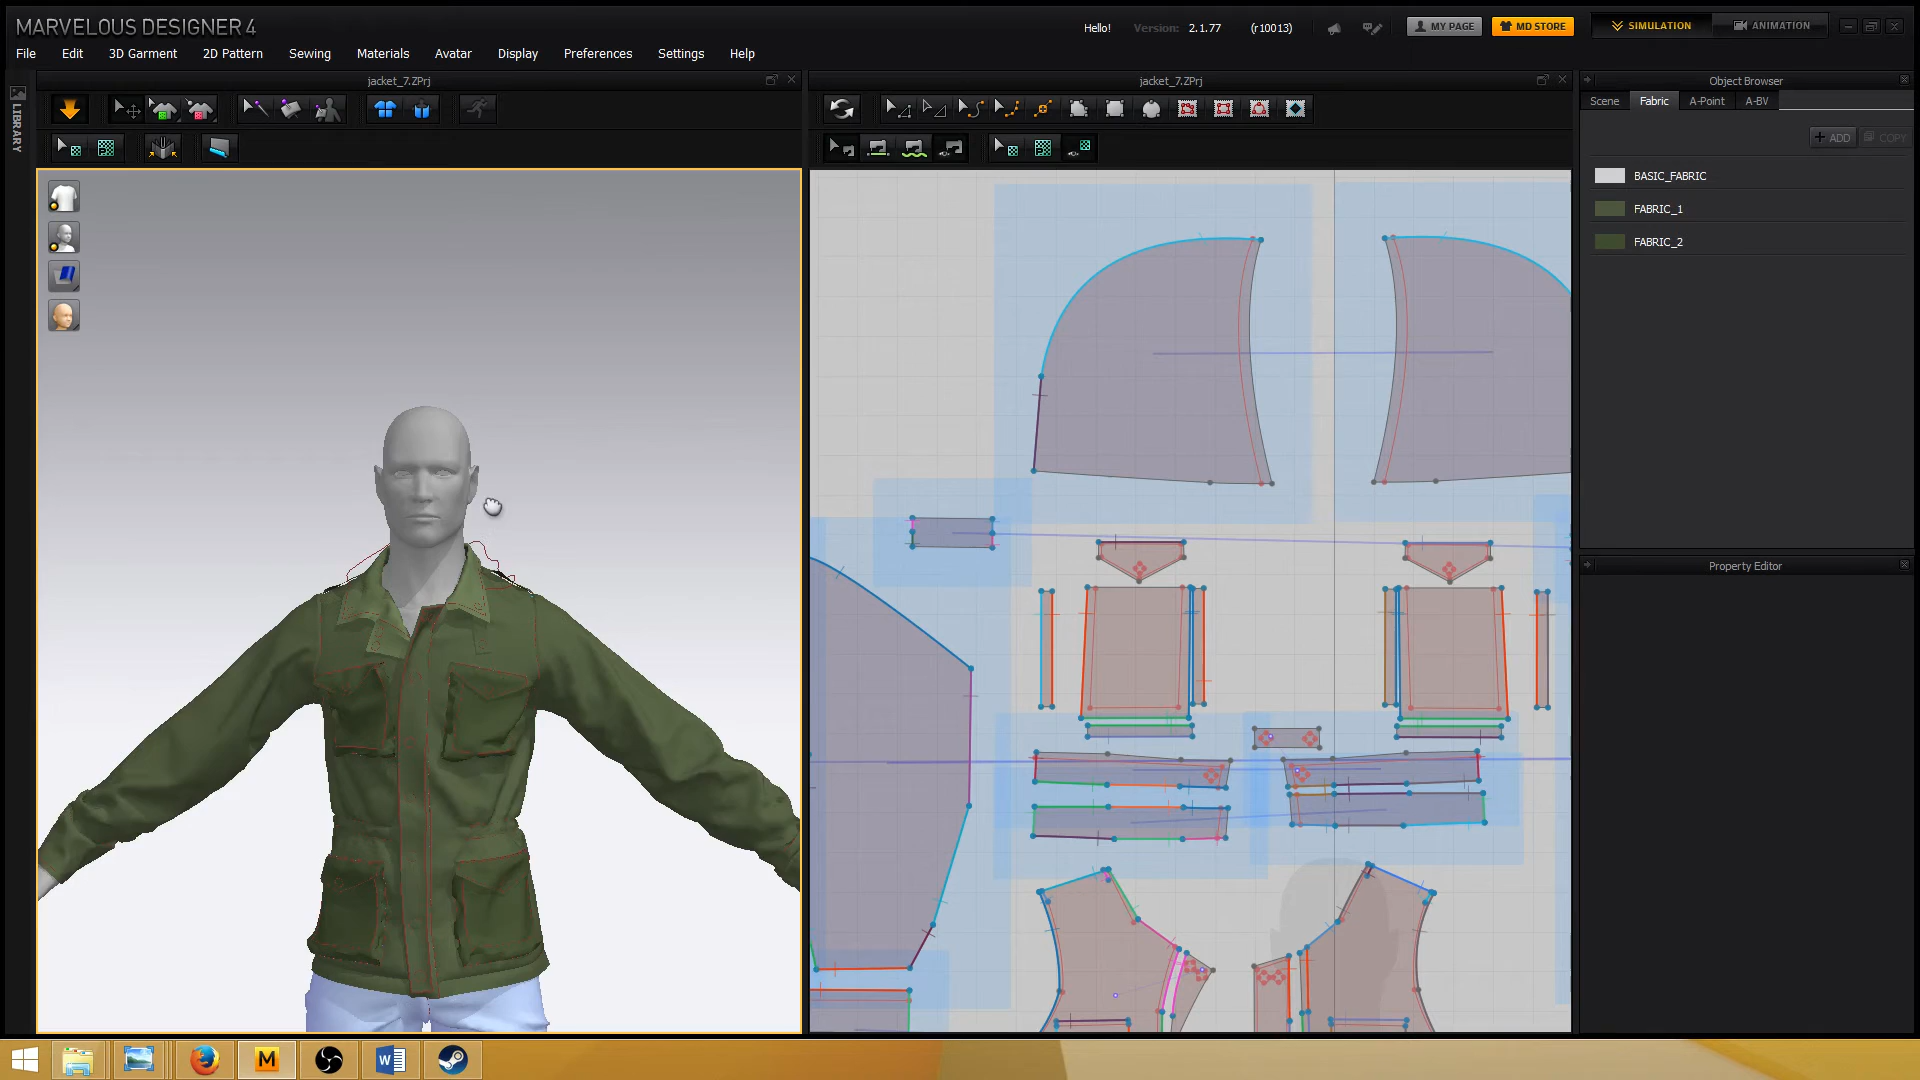 MARVELOUS DESIGNER 4
Hello! Version: 2.1.77 (r10013) MY PAGE MD STORE SIMULATION ANIMATION
File Edit 3D Garment 2D Pattern Sewing Materials Avatar Display Preferences Settings Help
jacket_7.ZPrj jacket_7.ZPrj Object Browser
LIBRARY
Scene Fabric A-Point A-BV
+ ADD COPY
BASIC_FABRIC
FABRIC_1
FABRIC_2
Property Editor
M W